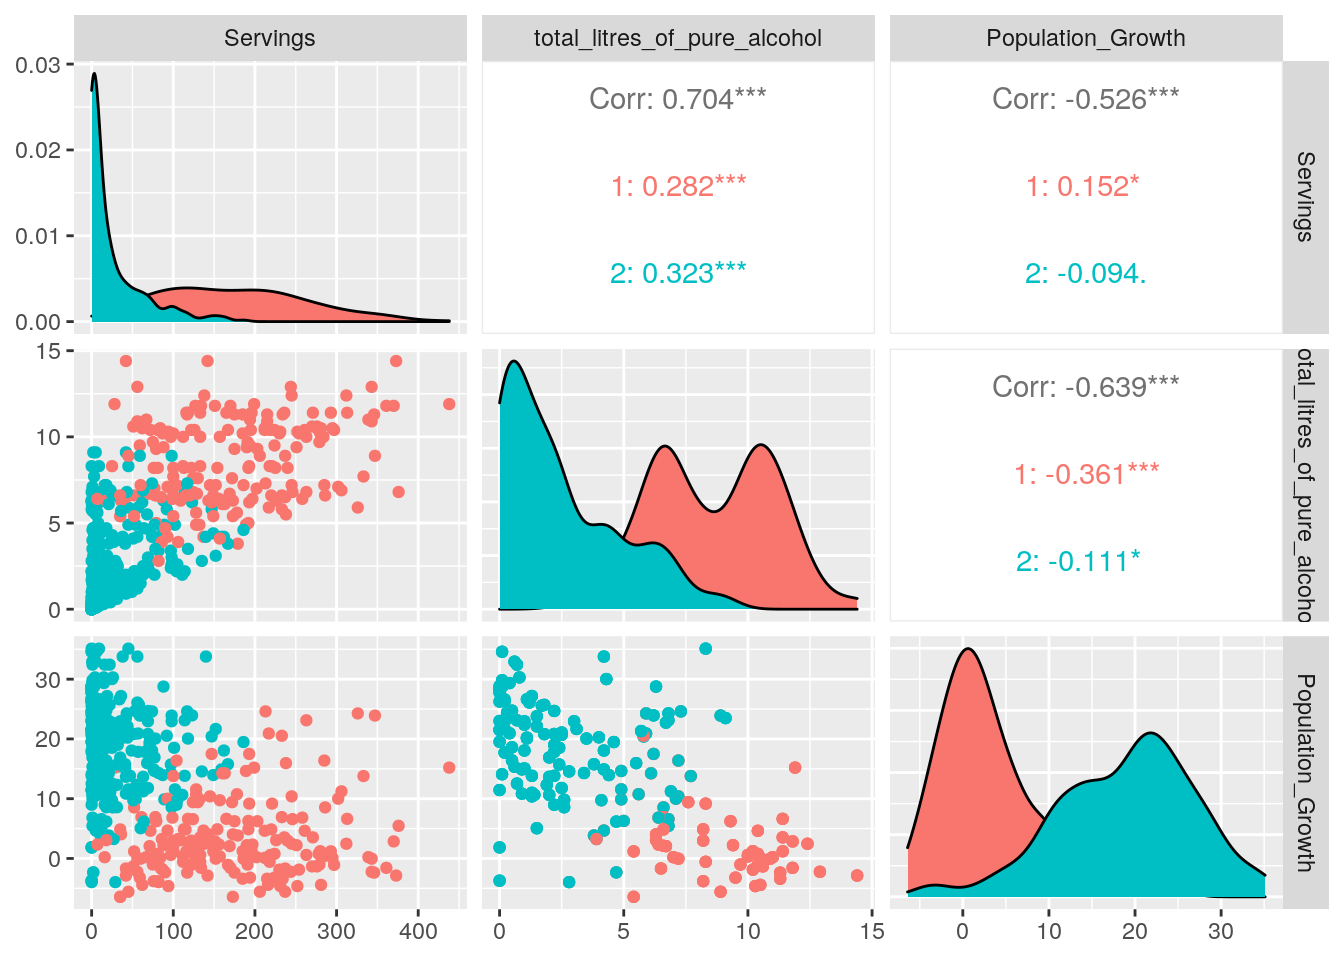 Servings
total_litres_of_pure_alcohol
Population_Growth
0.03
0.02
0.01
0.00
Corr: 0.704***
1: 0.282***
2: 0.323***
Corr: -0.526***
1: 0.152*
2: -0.094.
Servings
15
10
5
0
Corr: -0.639***
1: -0.361***
2: -0.111*
otal_litres_of_pure_alcoho
30
20
10
0
Population_Growth
0 100 200 300 400
0 5 10 15
0 10 20 30